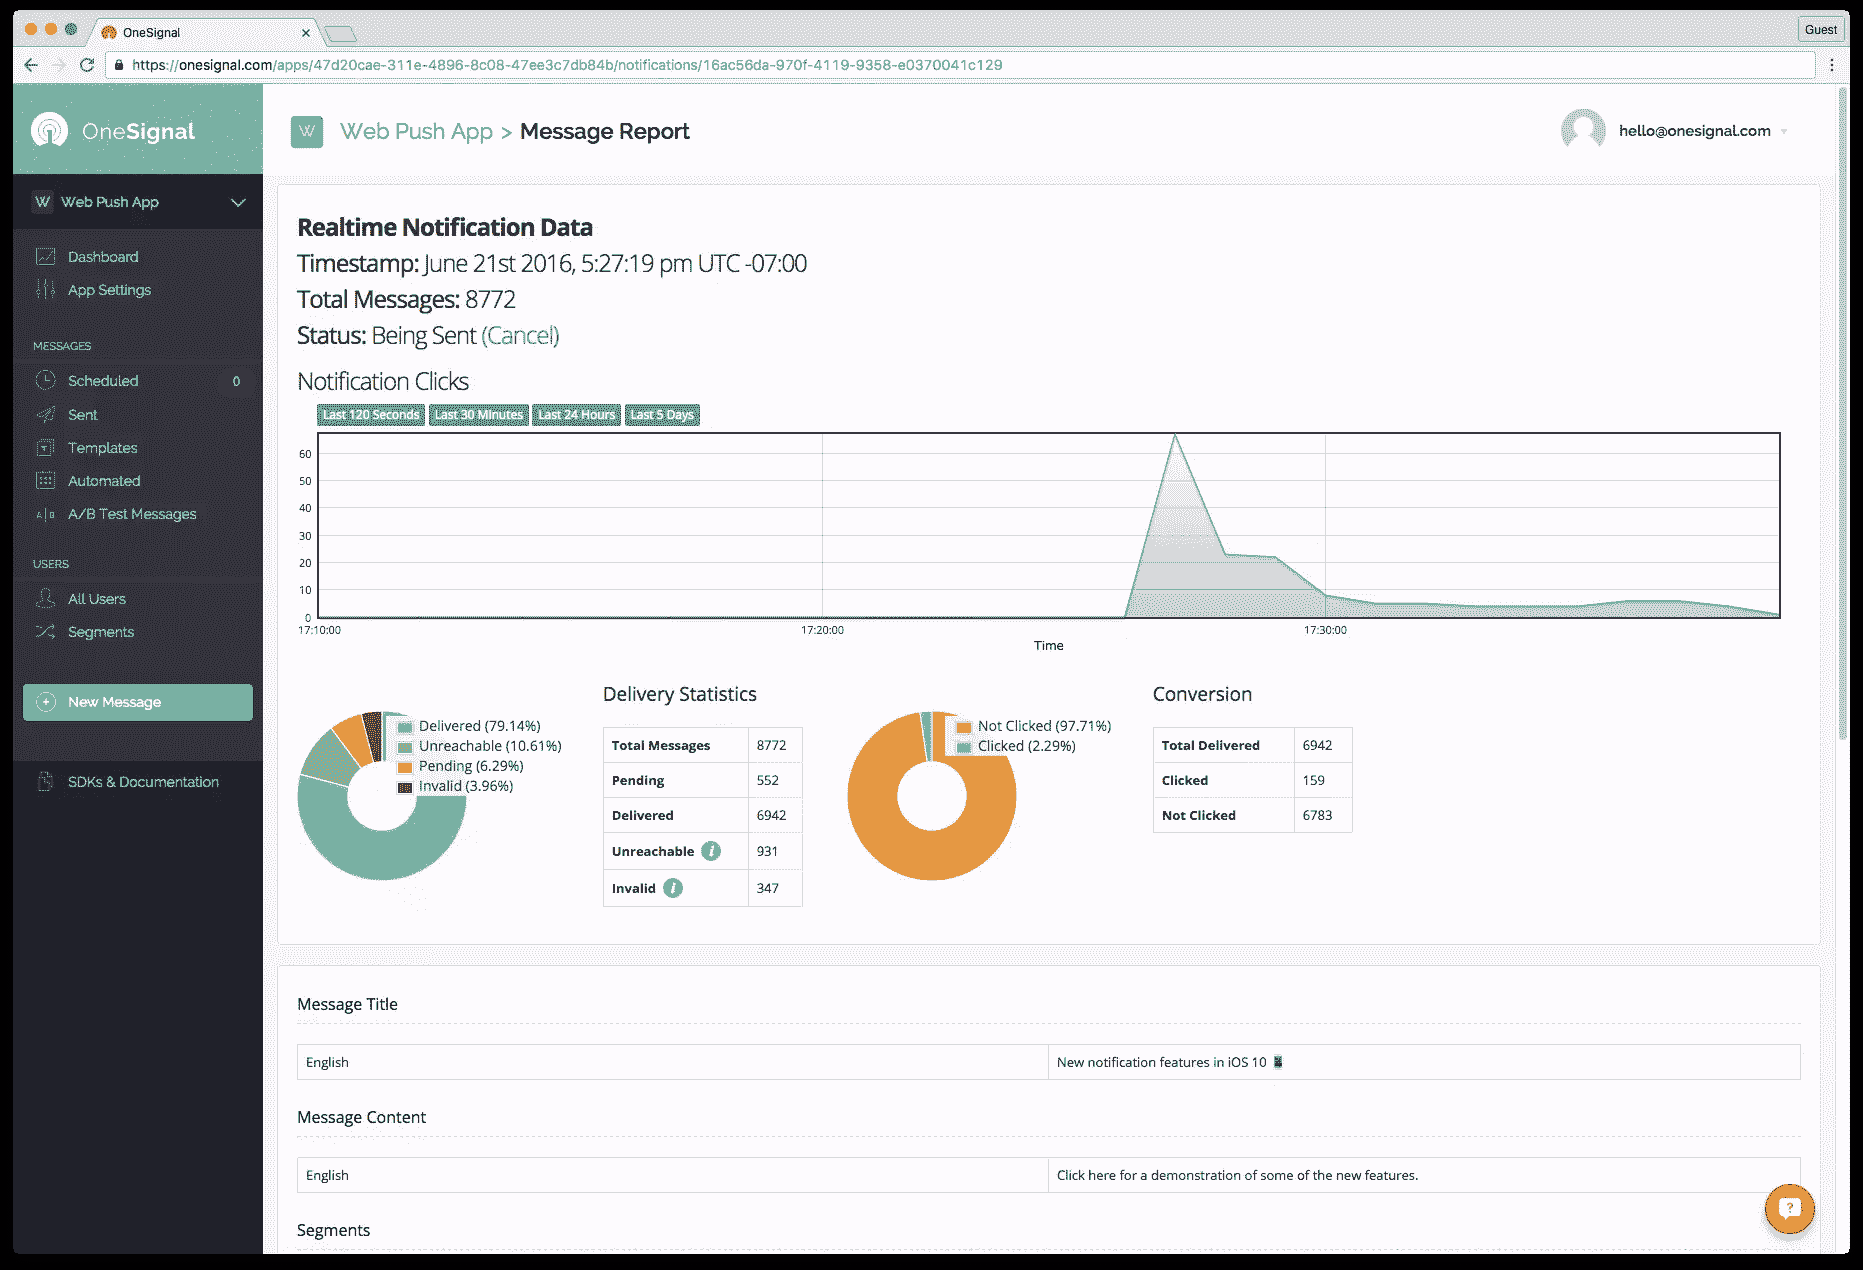 OneSignal
Guest
https://onesignal.com/apps/47d20cae-311e-4896-8c08-47ee3c7db84b/notifications/16ac56da-970f-4119-9358-e0370041c129
OneSignal
W Web Push App > Message Report
hello@onesignal.com
W Web Push App
Dashboard
App Settings
MESSAGES
Scheduled 0
Sent
Templates
Automated
A/B Test Messages
USERS
All Users
Segments
New Message
SDKs & Documentation
Realtime Notification Data
Timestamp: June 21st 2016, 5:27:19 pm UTC -07:00
Total Messages: 8772
Status: Being Sent (Cancel)
Notification Clicks
Last 120 Seconds Last 30 Minutes Last 24 Hours Last 5 Days
60
50
40
30
20
10
0
17:10:00 17:20:00 17:30:00
Time
Delivered (79.14%)
Unreachable (10.61%)
Pending (6.29%)
Invalid (3.96%)
Delivery Statistics
Total Messages 8772
Pending 552
Delivered 6942
Unreachable i 931
Invalid i 347
Not Clicked (97.71%)
Clicked (2.29%)
Conversion
Total Delivered 6942
Clicked 159
Not Clicked 6783
Message Title
English New notification features in iOS 10
Message Content
English Click here for a demonstration of some of the new features.
Segments
?